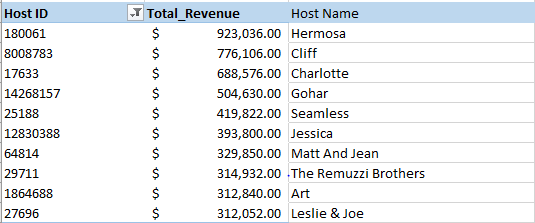 Host ID Total_Revenue Host Name
180061 $ 923,036.00 Hermosa
8008783 $ 776,106.00 Cliff
17633 $ 688,576.00 Charlotte
14268157 $ 504,630.00 Gohar
25188 $ 419,822.00 Seamless
12830388 $ 393,800.00 Jessica
64814 $ 329,850.00 Matt And Jean
29711 $ 314,932.00 The Remuzzi Brothers
1864688 $ 312,840.00 Art
27696 $ 312,052.00 Leslie & Joe